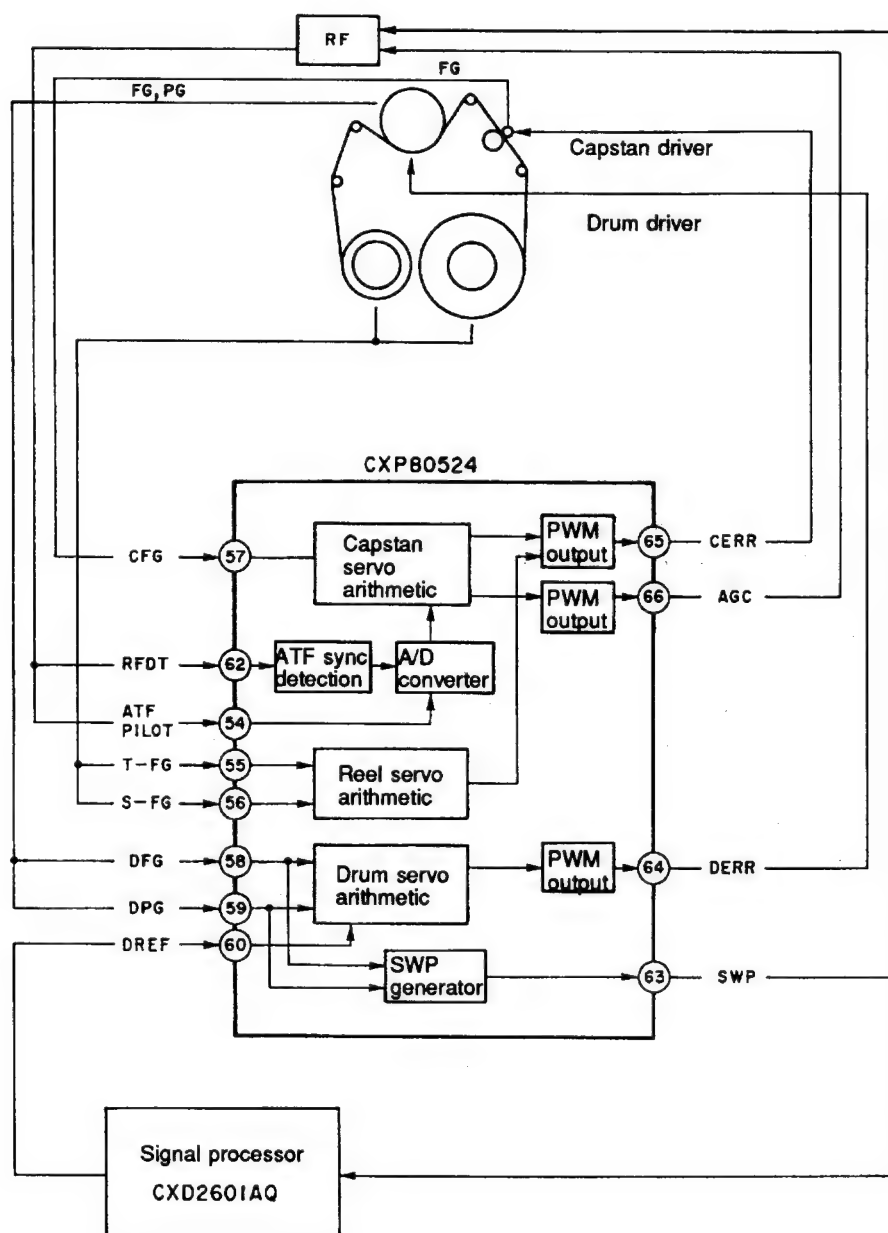 RF
FG
FG, PG
Capstan driver
Drum driver
CXP80524
CFG
57
Capstan
servo
arithmetic
PWM
output
65
CERR
PWM
output
66
AGC
RFDT
62
ATF sync
detection
A/D
converter
ATF
PILOT
54
T-FG
55
Reel servo
arithmetic
S-FG
56
DFG
58
Drum servo
arithmetic
PWM
output
64
DERR
DPG
59
DREF
60
SWP
generator
63
SWP
Signal processor
CXD2601AQ